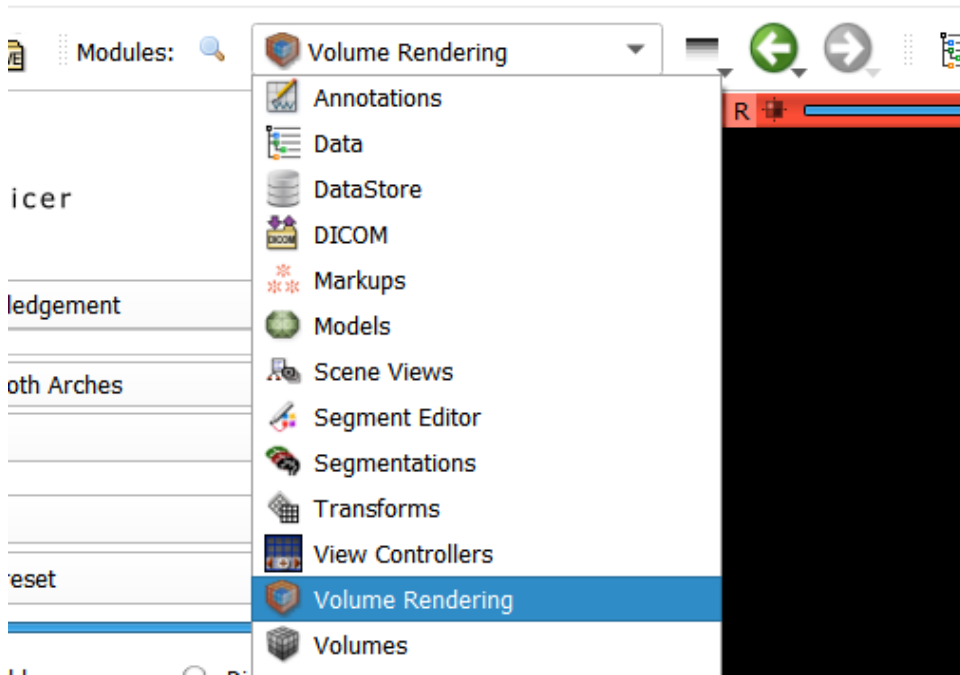 Modules:
Volume Rendering
Annotations
R
Data
DataStore
icer
DICOM
Markups
ledgement
Models
Scene Views
oth Arches
Segment Editor
Segmentations
Transforms
View Controllers
reset
Volume Rendering
Volumes